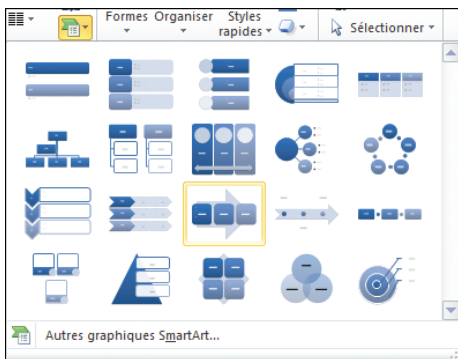 Formes Organiser Styles
rapides
Sélectionner
Autres graphiques SmartArt...